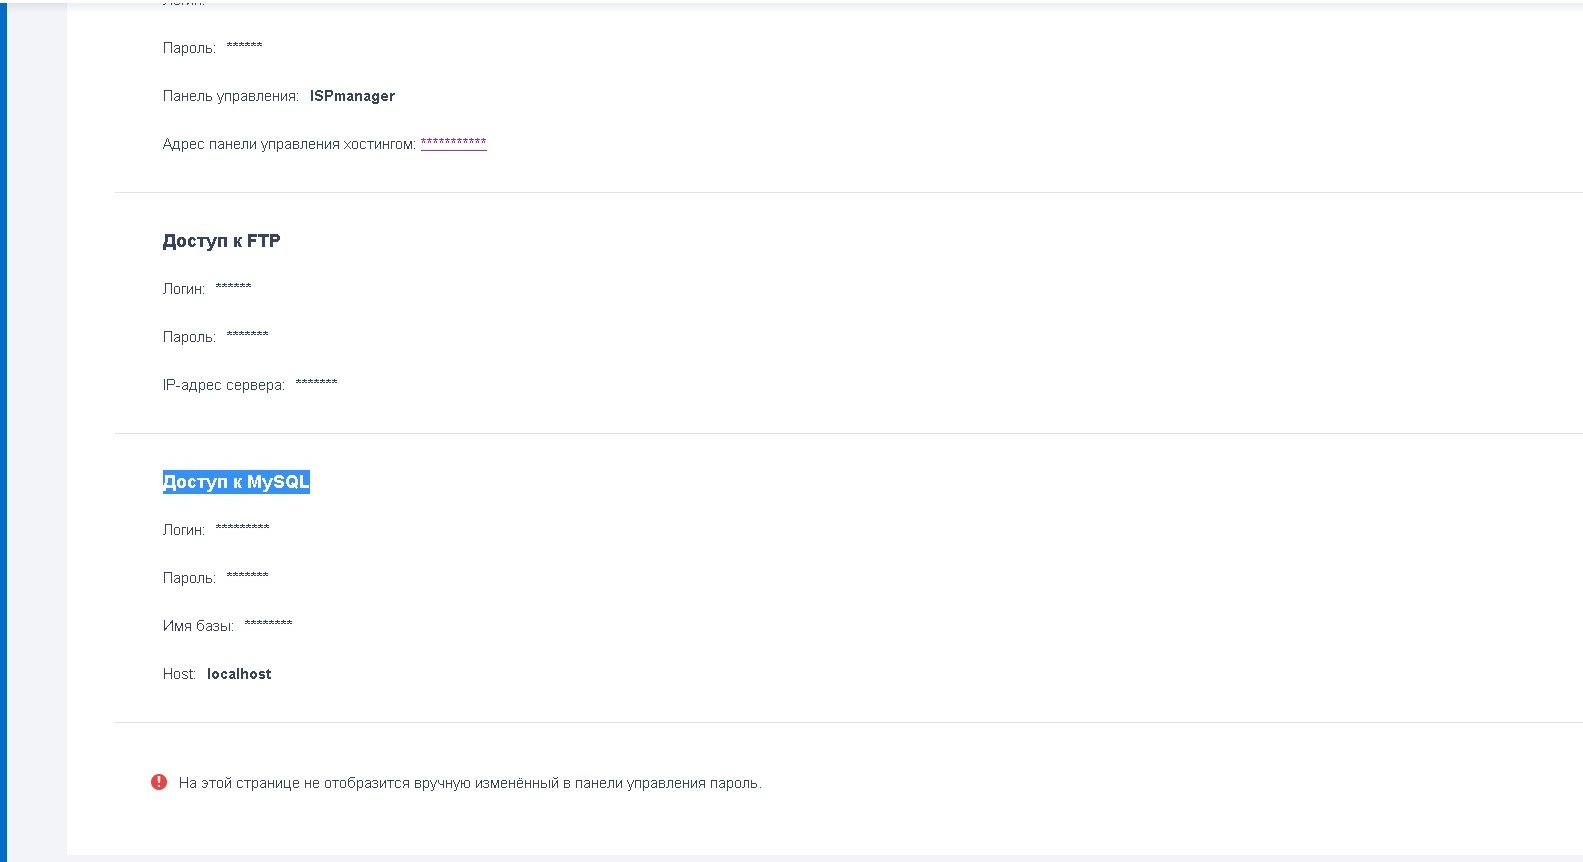 Логин:
Пароль: ******
Панель управления: ISPmanager
Адрес панели управления хостингом: ***********
Доступ к FTP
Логин: ******
Пароль: *******
IP-адрес сервера: *******
Доступ к MySQL
Логин: *********
Пароль: *******
Имя базы: ********
Host: localhost
На этой странице не отобразится вручную изменённый в панели управления пароль.